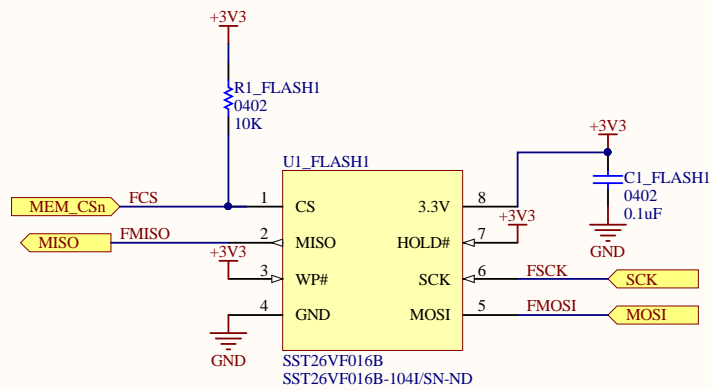 +3V3
R1_FLASH1
0402
10K
+3V3
U1_FLASH1
C1_FLASH1
0402
0.1uF
GND
MEM_CSn
FCS
1
CS
3.3V
8
MISO
FMISO
2
MISO
HOLD#
7
+3V3
+3V3
3
WP#
SCK
6
FSCK
SCK
4
GND
MOSI
5
FMOSI
MOSI
GND
SST26VF016B
SST26VF016B-104I/SN-ND